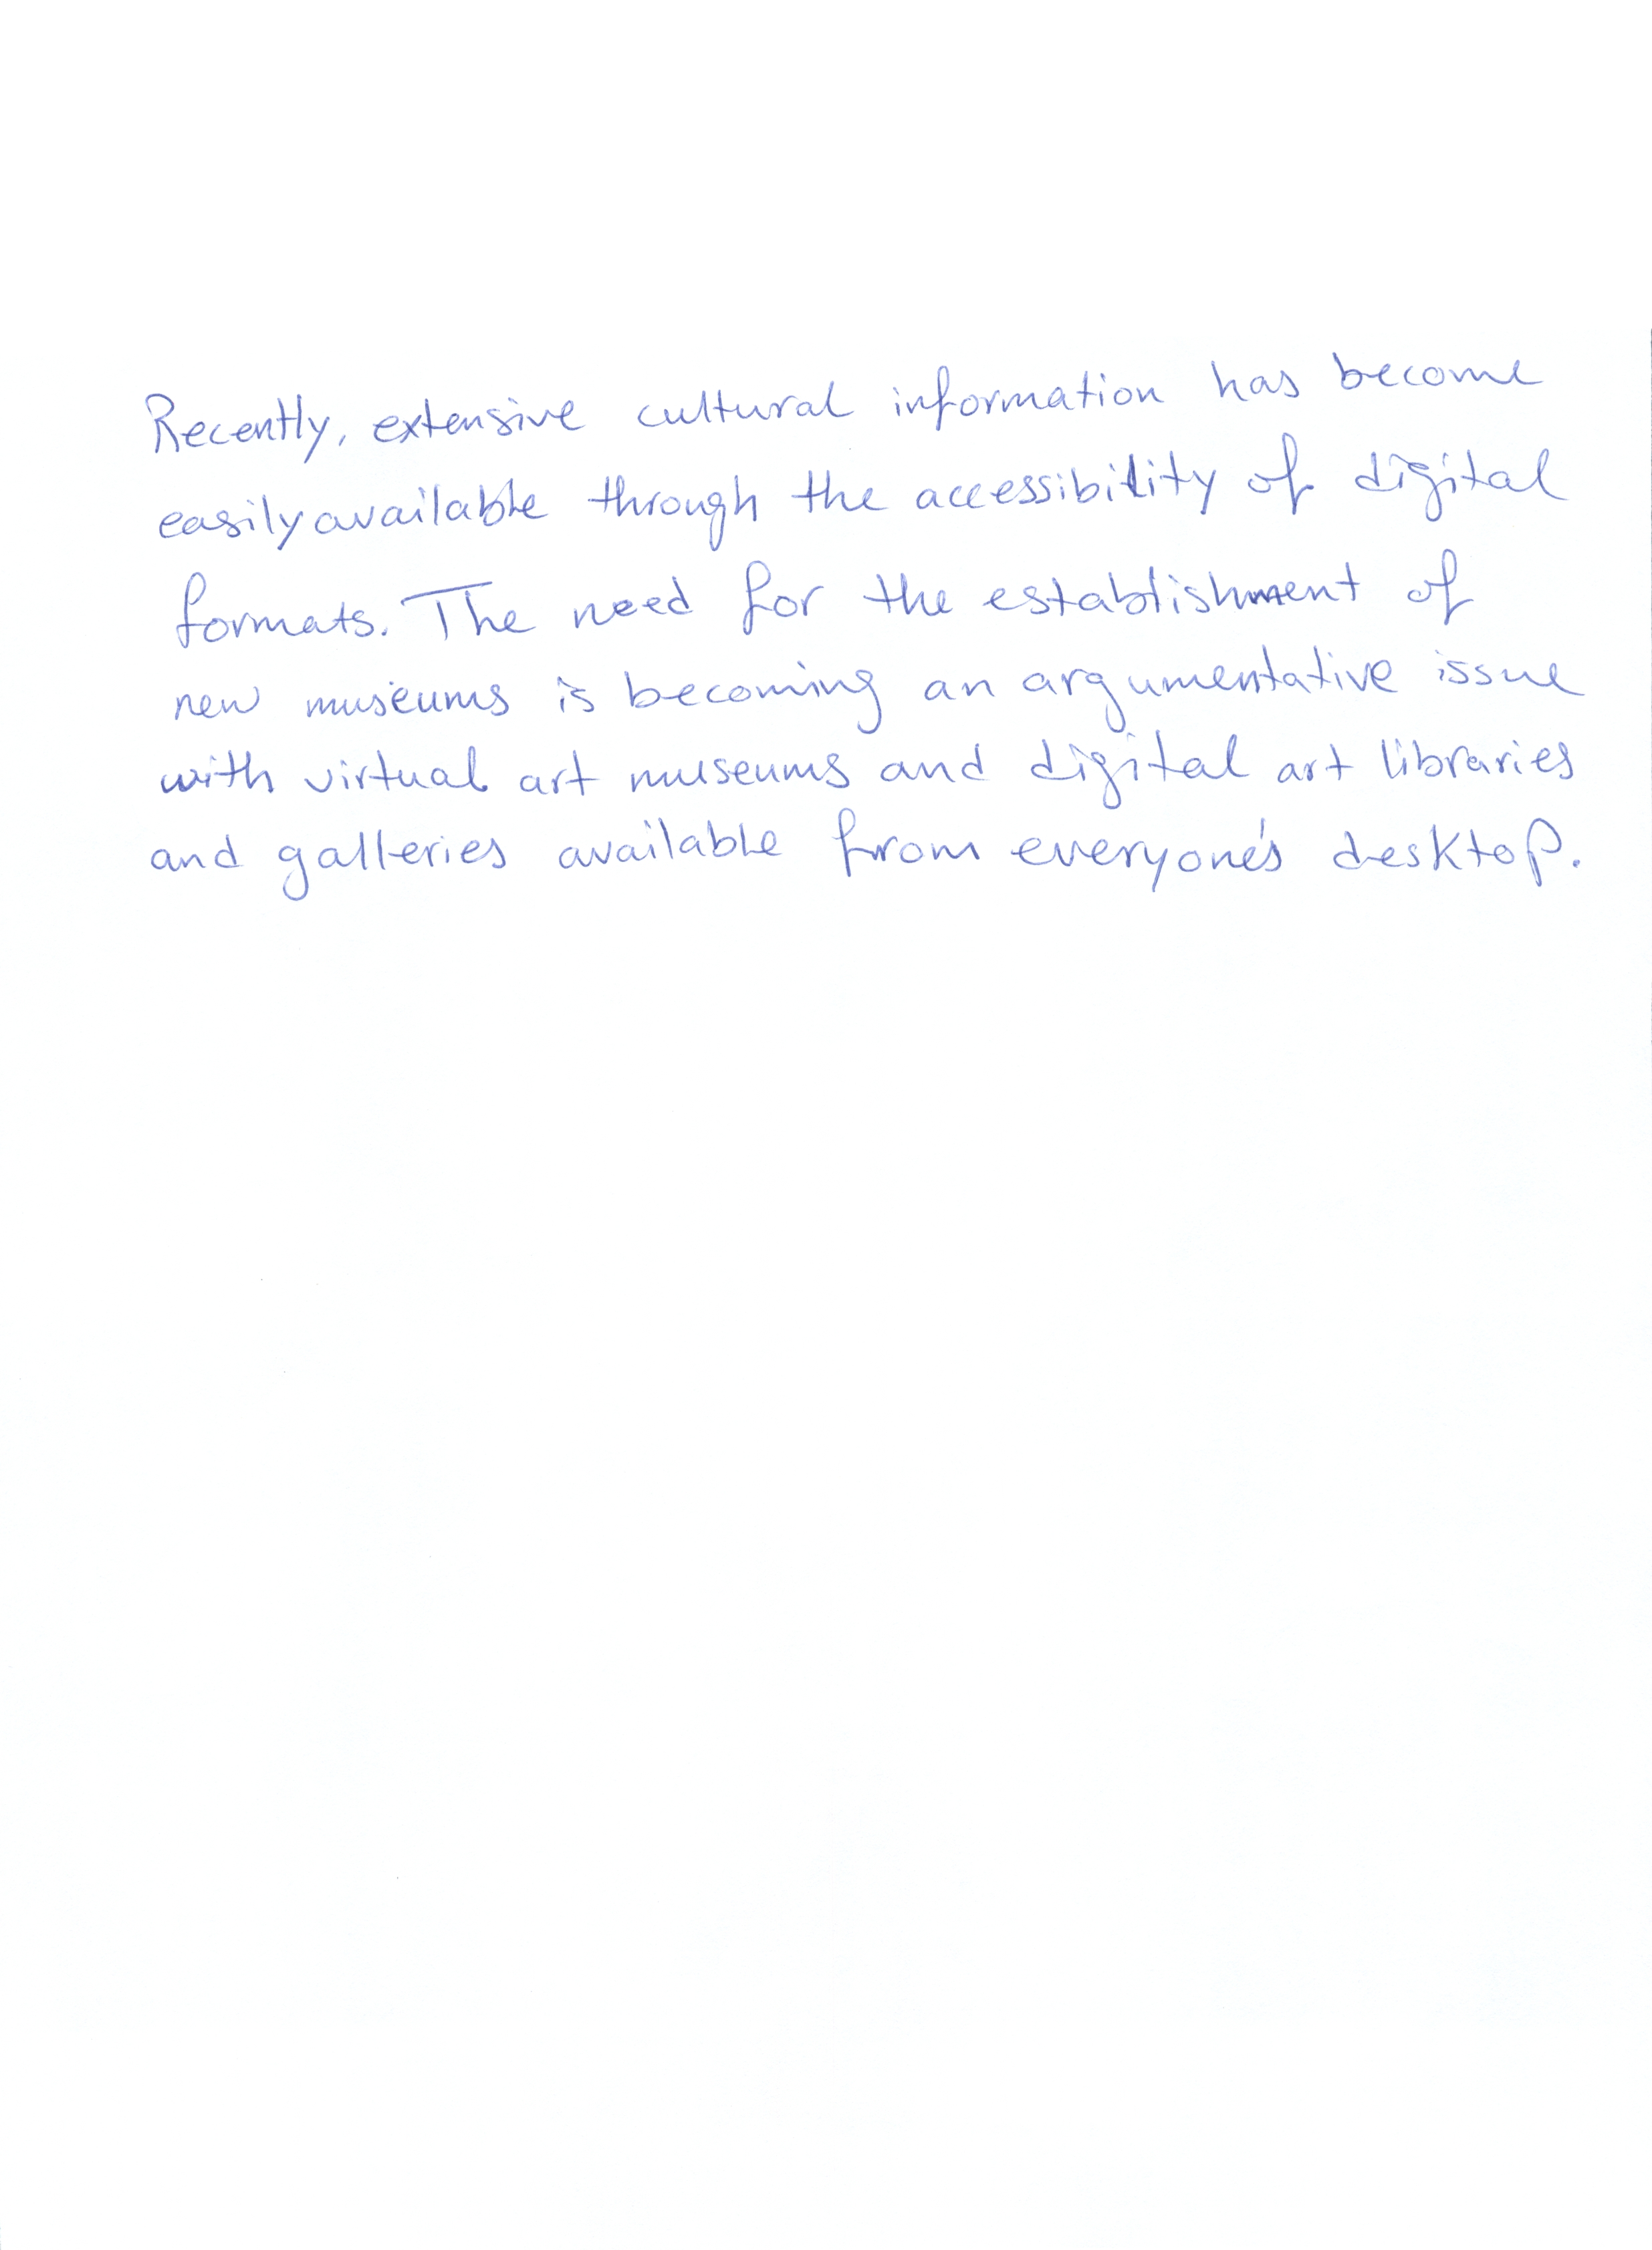 Recently, extensive cultural information has become
easily available through the accessibility of digital
formats. The need for the establishment of
new museums is becoming an argumentative issue
with virtual art museums and digital art libraries
and galleries available from everyone's desktop.